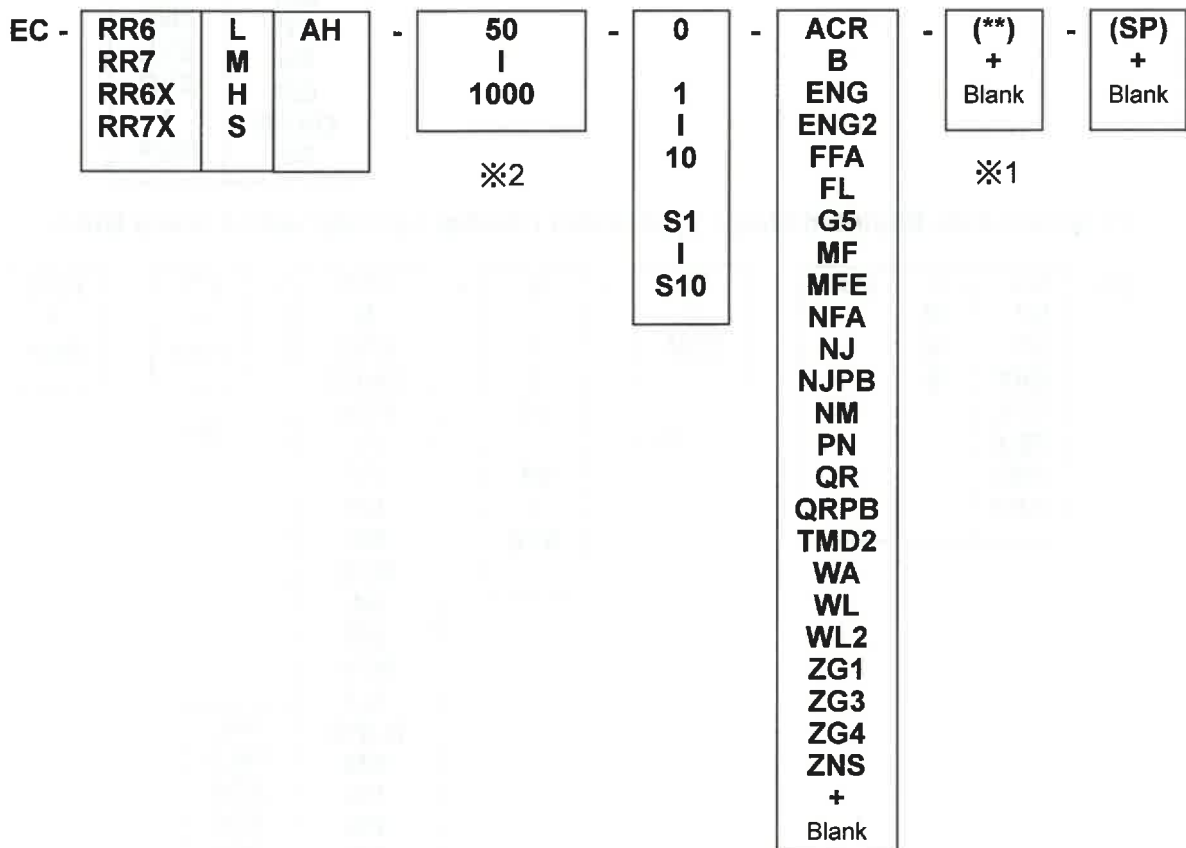 EC - RR6 L AH - 50 - 0 - ACR - (**) - (SP)
RR7 M I B + +
RR6X H 1000 1 ENG Blank Blank
RR7X S I ENG2
10 FFA
※2 ※1
FL
S1 G5
I MF
S10 MFE
NFA
NJ
NJPB
NM
PN
QR
QRPB
TMD2
WA
WL
WL2
ZG1
ZG3
ZG4
ZNS
+
Blank